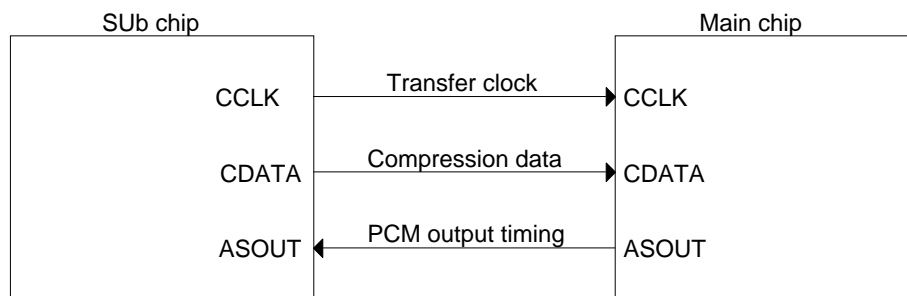 SUb chip Main chip
CCLK Transfer clock CCLK
CDATA Compression data CDATA
ASOUT PCM output timing ASOUT